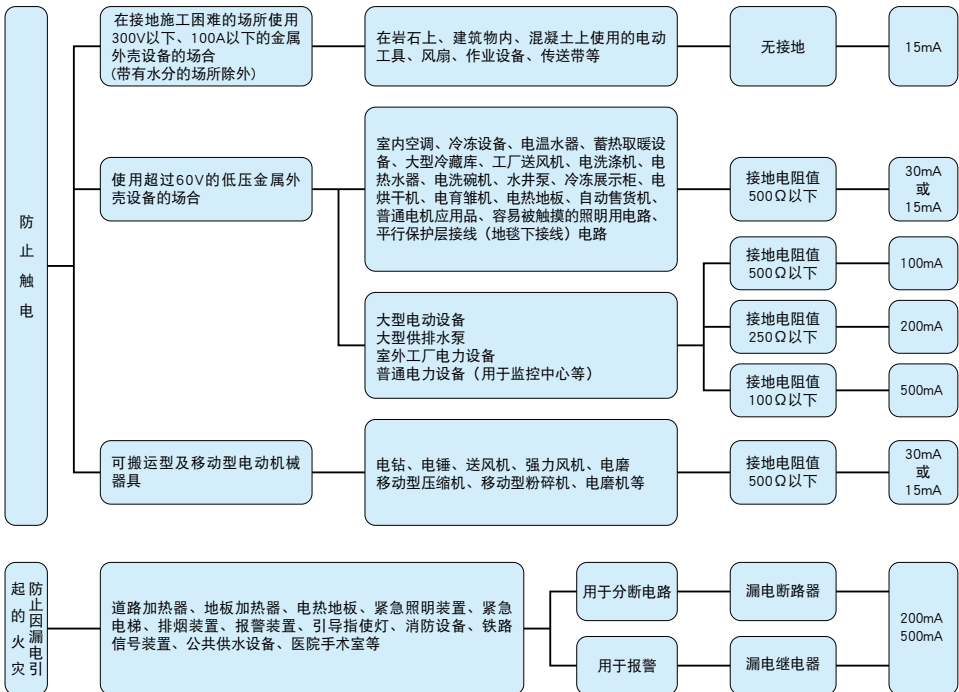 防止触电
在接地施工困难的场所使用
300V以下、100A以下的金属
外壳设备的场合
(带有水分的场所除外)
在岩石上、建筑物内、混凝土上使用的电动
工具、风扇、作业设备、传送带等
无接地
15mA
使用超过60V的低压金属外
壳设备的场合
室内空调、冷冻设备、电温水器、蓄热取暖设
备、大型冷藏库、工厂送风机、电洗涤机、电
热水器、电洗碗机、水井泵、冷冻展示柜、电
烘干机、电育雏机、电热地板、自动售货机、
普通电机应用品、容易被触摸的照明用电路、
平行保护层接线（地毯下接线）电路
接地电阻值
500Ω以下
30mA
或
15mA
大型电动设备
大型供排水泵
室外工厂电力设备
普通电力设备（用于监控中心等）
接地电阻值
500Ω以下
100mA
接地电阻值
250Ω以下
200mA
接地电阻值
100Ω以下
500mA
可搬运型及移动型电动机械
器具
电钻、电锤、送风机、强力风机、电磨
移动型压缩机、移动型粉碎机、电磨机等
接地电阻值
500Ω以下
30mA
或
15mA
防止因漏电引
起的火灾
道路加热器、地板加热器、电热地板、紧急照明装置、紧急
电梯、排烟装置、报警装置、引导指使灯、消防设备、铁路
信号装置、公共供水设备、医院手术室等
用于分断电路
漏电断路器
用于报警
漏电继电器
200mA
500mA